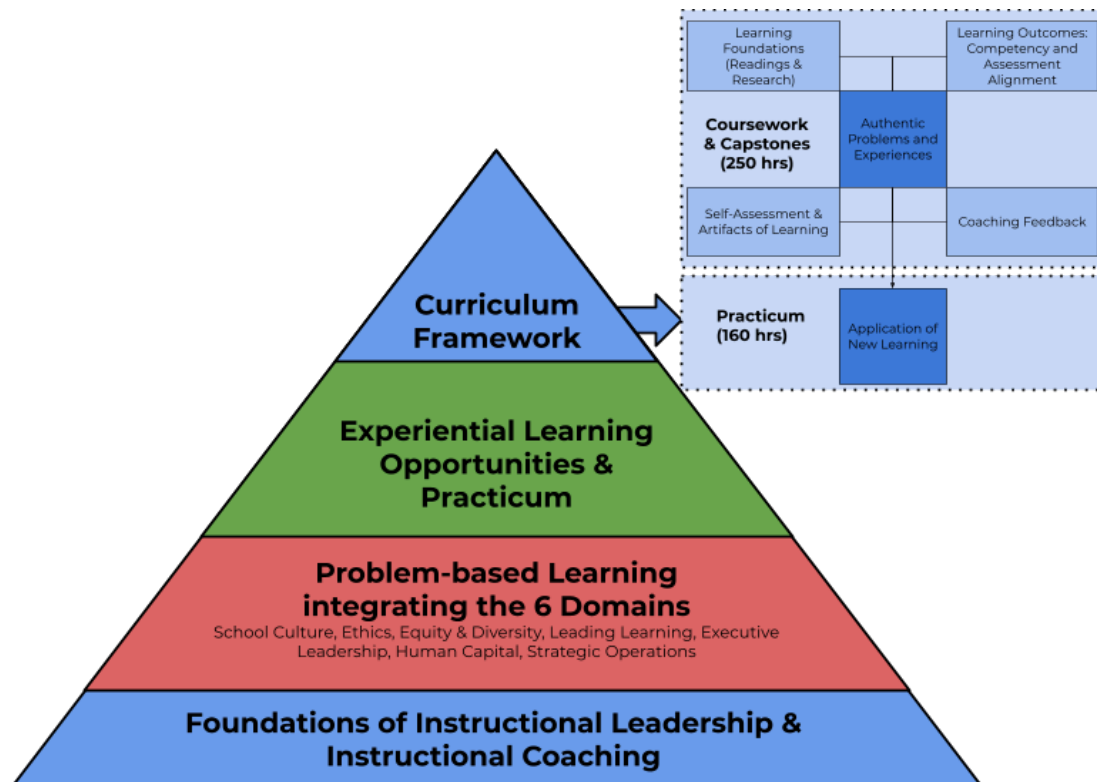 Learning
Foundations
(Readings &
Research)
Learning Outcomes:
Competency and
Assessment
Alignment
Coursework
& Capstones
(250 hrs)
Authentic
Problems and
Experiences
Self-Assessment &
Artifacts of Learning
Coaching Feedback
Practicum
(160 hrs)
Application of
New Learning
Curriculum
Framework
Experiential Learning
Opportunities &
Practicum
Problem-based Learning
integrating the 6 Domains
School Culture, Ethics, Equity & Diversity, Leading Learning, Executive
Leadership, Human Capital, Strategic Operations
Foundations of Instructional Leadership &
Instructional Coaching